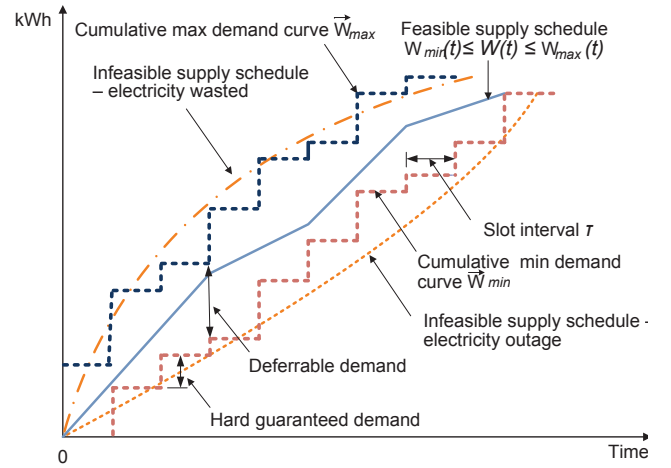 kWh
Cumulative max demand curve W⃗max
Feasible supply schedule
Wmin(t) ≤ W(t) ≤ Wmax(t)
Infeasible supply schedule
– electricity wasted
Slot interval τ
Cumulative min demand
curve W⃗min
Infeasible supply schedule –
electricity outage
Deferrable demand
Hard guaranteed demand
0
Time